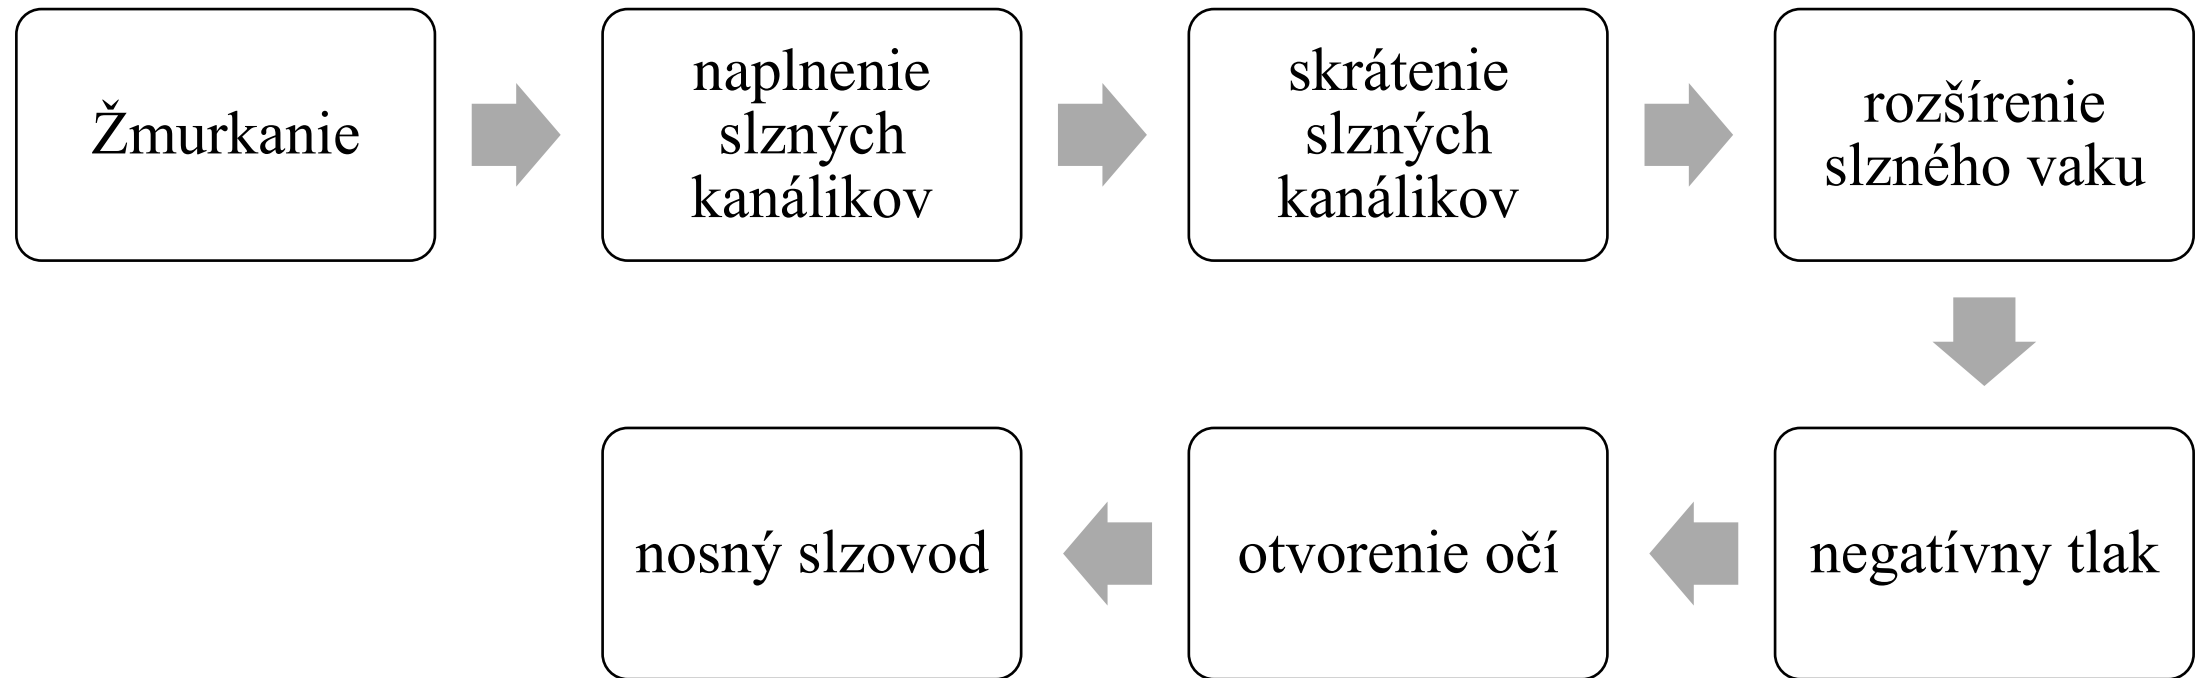 Žmurkanie
naplnenie
slzných
kanálikov
skrátenie
slzných
kanálikov
rozšírenie
slzného vaku
negatívny tlak
otvorenie očí
nosný slzovod